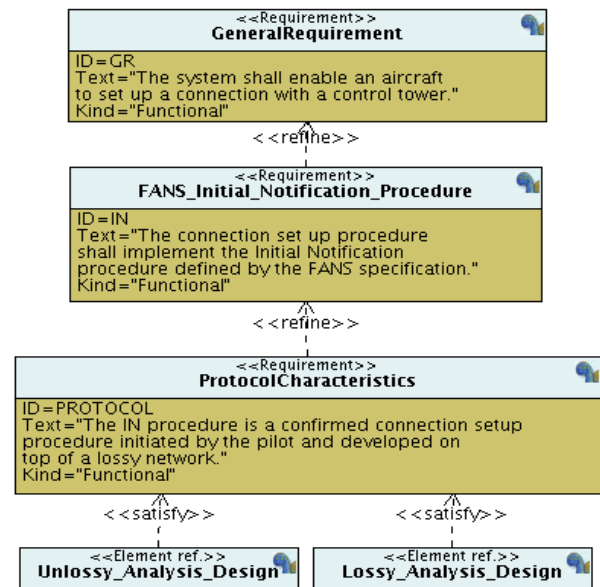 <<Requirement>>
GeneralRequirement
ID=GR
Text="The system shall enable an aircraft
to set up a connection with a control tower."
Kind="Functional"
<<refine>>
<<Requirement>>
FANS_Initial_Notification_Procedure
ID=IN
Text="The connection set up procedure
shall implement the Initial Notification
procedure defined by the FANS specification."
Kind="Functional"
<<refine>>
<<Requirement>>
ProtocolCharacteristics
ID=PROTOCOL
Text="The IN procedure is a confirmed connection setup
procedure initiated by the pilot and developed on
top of a lossy network."
Kind="Functional"
<<satisfy>> <<satisfy>>
<<Element ref.>> <<Element ref.>>
Unlossy_Analysis_Design Lossy_Analysis_Design